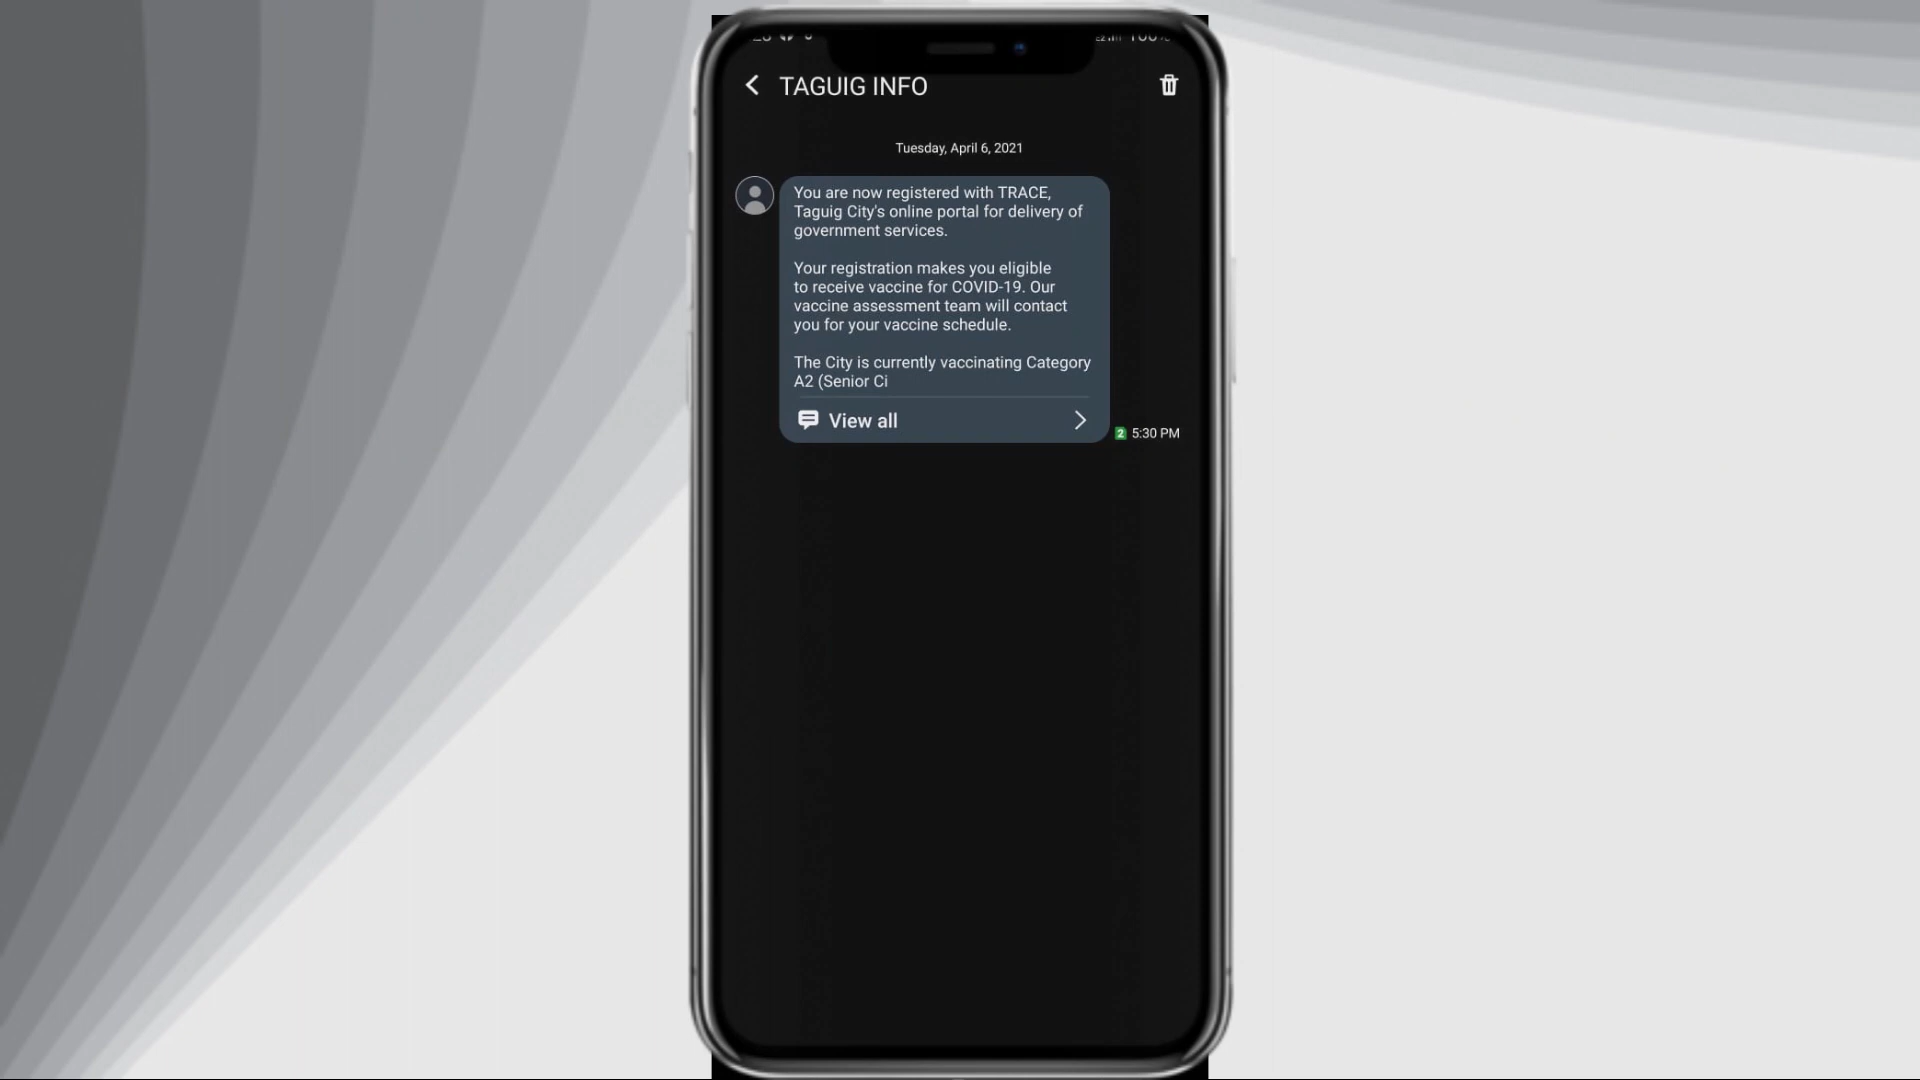 TAGUIG INFO
Tuesday, April 6, 2021
You are now registered with TRACE,
Taguig City's online portal for delivery of
government services.
Your registration makes you eligible
to receive vaccine for COVID-19. Our
vaccine assessment team will contact
you for your vaccine schedule.
The City is currently vaccinating Category
A2 (Senior Ci
View all
2 5:30 PM